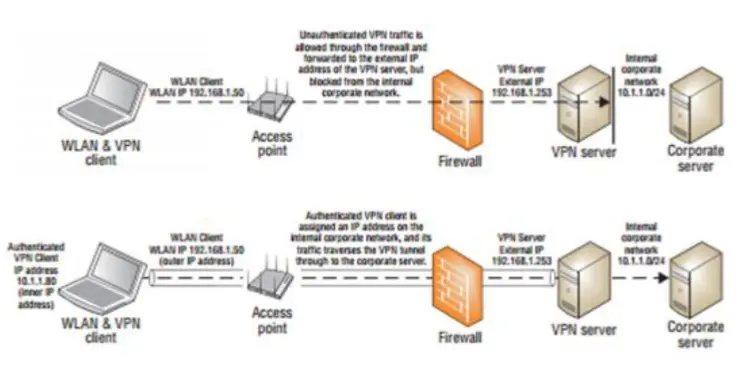 Unauthenticated VPN traffic is
allowed through the firewall and
forwarded to the external IP
address of the VPN server, but
blocked from the internal
corporate network.
WLAN Client
WLAN IP 192.168.1.50
VPN Server
External IP
192.168.1.253
Internal
corporate
network
10.1.1.0/24
WLAN & VPN
client
Access
point
Firewall
VPN server
Corporate
server
Authenticated VPN client is
assigned an IP address on the
internal corporate network, and its
traffic traverses the VPN tunnel
through to the corporate server.
Authenticated
VPN Client
IP address
10.1.1.80
(inner IP
address)
WLAN Client
WLAN IP 192.168.1.50
(outer IP address)
VPN Server
External IP
192.168.1.253
Internal
corporate
network
10.1.1.0/24
WLAN & VPN
client
Access
point
Firewall
VPN server
Corporate
server